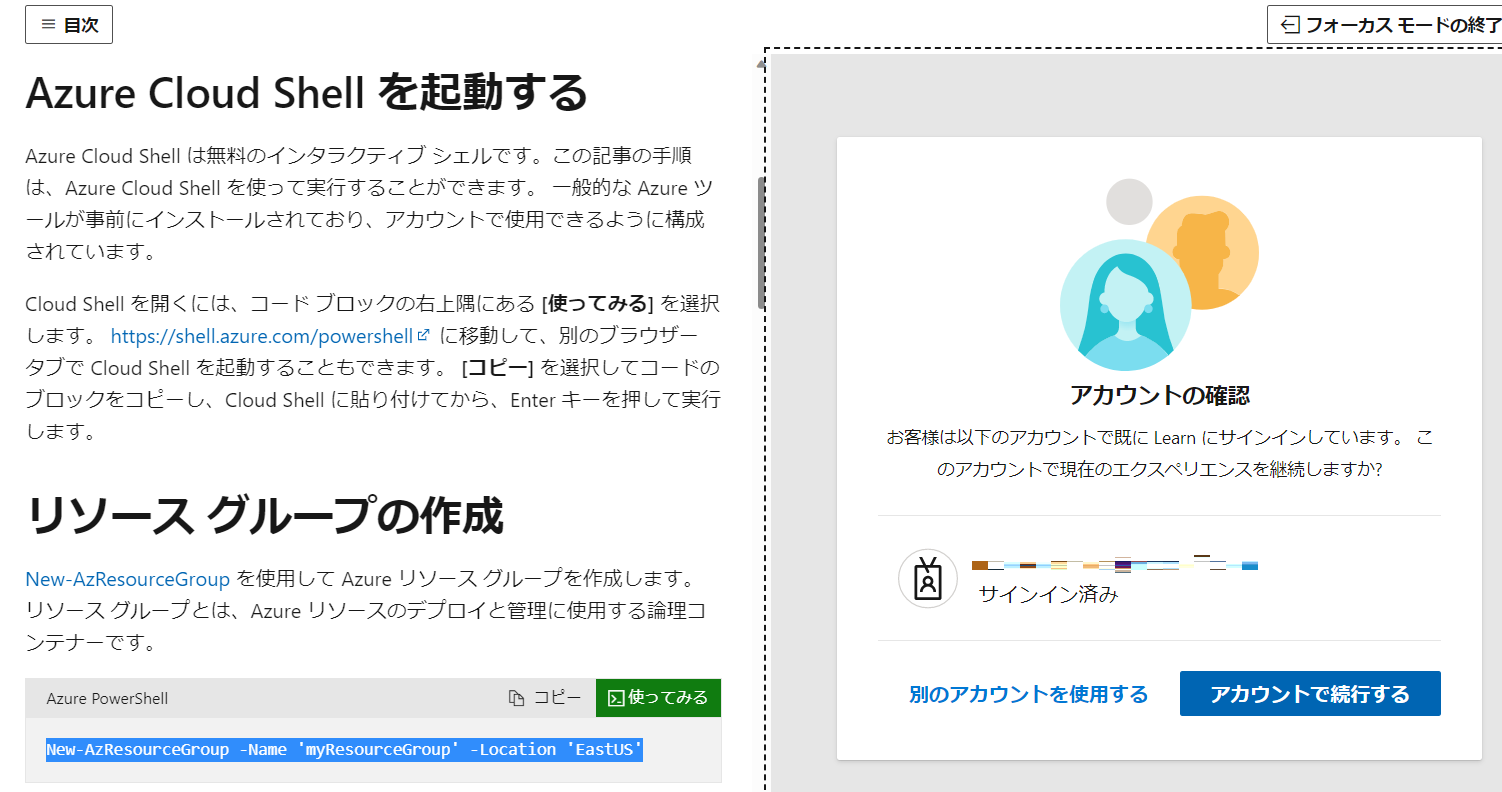 目次
フォーカス モードの終了
Azure Cloud Shell を起動する
Azure Cloud Shell は無料のインタラクティブ シェルです。この記事の手順
は、Azure Cloud Shell を使って実行することができます。 一般的な Azure ツ
ールが事前にインストールされており、アカウントで使用できるように構成
されています。
Cloud Shell を開くには、コード ブロックの右上隅にある [使ってみる] を選択
します。 https://shell.azure.com/powershell に移動して、別のブラウザー
タブで Cloud Shell を起動することもできます。 [コピー] を選択してコードの
ブロックをコピーし、Cloud Shell に貼り付けてから、Enter キーを押して実行
します。
リソース グループの作成
New-AzResourceGroup を使用して Azure リソース グループを作成します。
リソース グループとは、Azure リソースのデプロイと管理に使用する論理コ
ンテナーです。
Azure PowerShell
コピー
使ってみる
New-AzResourceGroup -Name 'myResourceGroup' -Location 'EastUS'
アカウントの確認
お客様は以下のアカウントで既に Learn にサインインしています。 こ
のアカウントで現在のエクスペリエンスを継続しますか?
サインイン済み
別のアカウントを使用する
アカウントで続行する